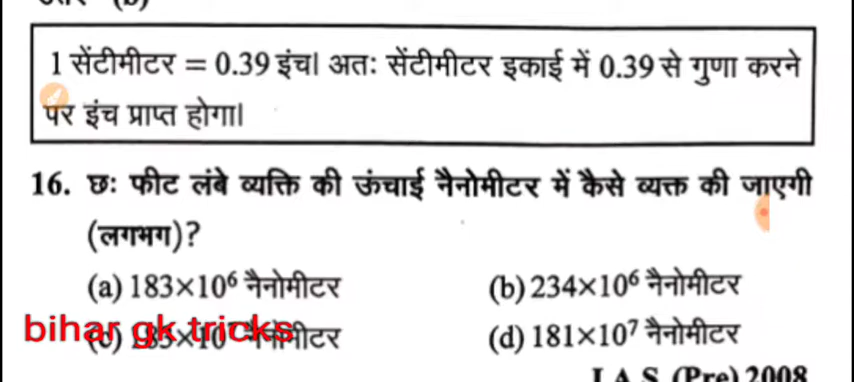 1 सेंटीमीटर = 0.39 इंच। अतः सेंटीमीटर इकाई में 0.39 से गुणा करने
पर इंच प्राप्त होगा।
16. छः फीट लंबे व्यक्ति की ऊंचाई नैनोमीटर में कैसे व्यक्त की जाएगी
(लगभग)?
(a) 183×10⁶ नैनोमीटर (b) 234×10⁶ नैनोमीटर
bihar gk tricks
(d) 181×10⁷ नैनोमीटर
I.A.S. (Pre) 2008